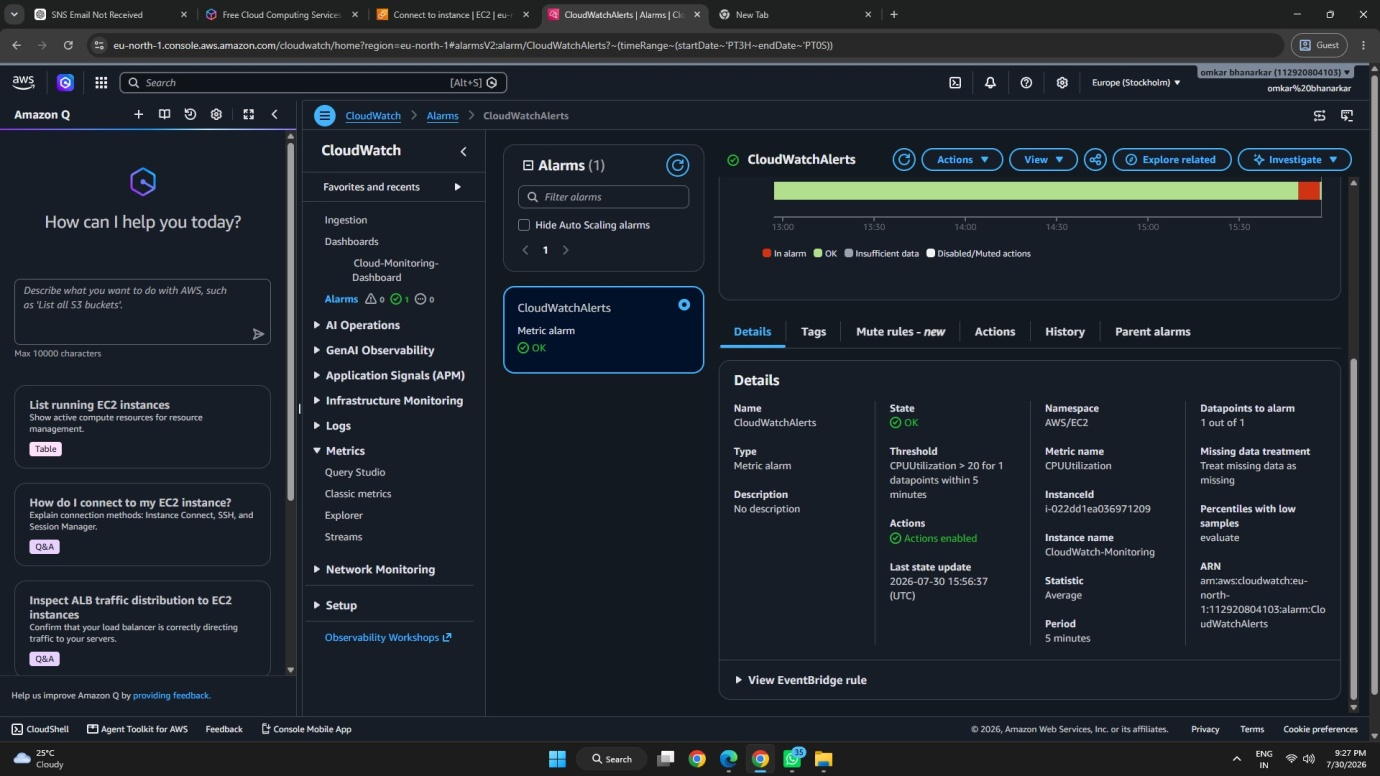 SNS Email Not Received
Free Cloud Computing Services
Connect to instance | EC2 | eu-r
CloudWatchAlerts | Alarms | Clo
New Tab
eu-north-1.console.aws.amazon.com/cloudwatch/home?region=eu-north-1#alarmsV2:alarm/CloudWatchAlerts?~(timeRange~(startDate~'PT3H~endDate~'PT0S))
Guest
aws
Search
[Alt+S]
Europe (Stockholm)
omkar bhanarkar (112920804103)
omkar%20bhanarkar
Amazon Q
How can I help you today?
Describe what you want to do with AWS, such
as 'List all S3 buckets'.
Max 10000 characters
List running EC2 instances
Show active compute resources for resource
management.
Table
How do I connect to my EC2 instance?
Explain connection methods: Instance Connect, SSH, and
Session Manager.
Q&A
Inspect ALB traffic distribution to EC2
instances
Confirm that your load balancer is correctly directing
traffic to your servers.
Q&A
Help us improve Amazon Q by providing feedback.
CloudWatch
Alarms
CloudWatchAlerts
CloudWatch
Favorites and recents
Ingestion
Dashboards
Cloud-Monitoring-
Dashboard
Alarms 0 1 0
AI Operations
GenAI Observability
Application Signals (APM)
Infrastructure Monitoring
Logs
Metrics
Query Studio
Classic metrics
Explorer
Streams
Network Monitoring
Setup
Observability Workshops
Alarms (1)
Filter alarms
Hide Auto Scaling alarms
1
CloudWatchAlerts
Metric alarm
OK
CloudWatchAlerts
Actions
View
Explore related
Investigate
13:00 13:30 14:00 14:30 15:00 15:30
In alarm OK Insufficient data Disabled/Muted actions
Details Tags Mute rules - new Actions History Parent alarms
Details
Name
CloudWatchAlerts
Type
Metric alarm
Description
No description
State
OK
Threshold
CPUUtilization > 20 for 1
datapoints within 5
minutes
Actions
Actions enabled
Last state update
2026-07-30 15:56:37
(UTC)
Namespace
AWS/EC2
Metric name
CPUUtilization
InstanceId
i-022dd1ea036971209
Instance name
CloudWatch-Monitoring
Statistic
Average
Period
5 minutes
Datapoints to alarm
1 out of 1
Missing data treatment
Treat missing data as
missing
Percentiles with low
samples
evaluate
ARN
arn:aws:cloudwatch:eu-
north-
1:112920804103:alarm:Clo
udWatchAlerts
View EventBridge rule
CloudShell Agent Toolkit for AWS Feedback Console Mobile App
© 2026, Amazon Web Services, Inc. or its affiliates. Privacy Terms Cookie preferences
25°C
Cloudy
Search
35
ENG
IN
9:27 PM
7/30/2026